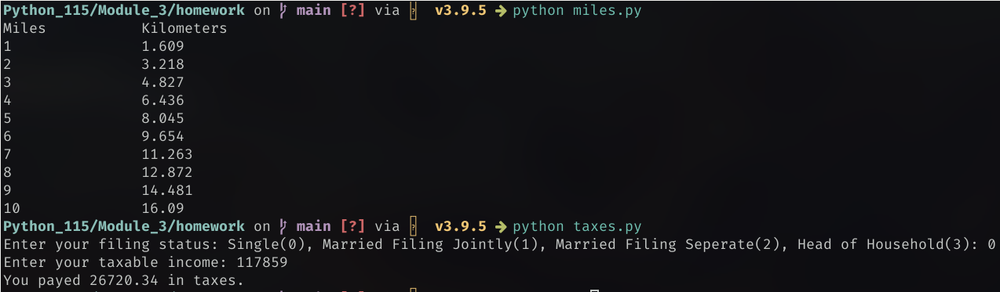 Python_115/Module_3/homework on main [?] via v3.9.5 → python miles.py
Miles Kilometers
1 1.609
2 3.218
3 4.827
4 6.436
5 8.045
6 9.654
7 11.263
8 12.872
9 14.481
10 16.09
Python_115/Module_3/homework on main [?] via v3.9.5 → python taxes.py
Enter your filing status: Single(0), Married Filing Jointly(1), Married Filing Seperate(2), Head of Household(3): 0
Enter your taxable income: 117859
You payed 26720.34 in taxes.